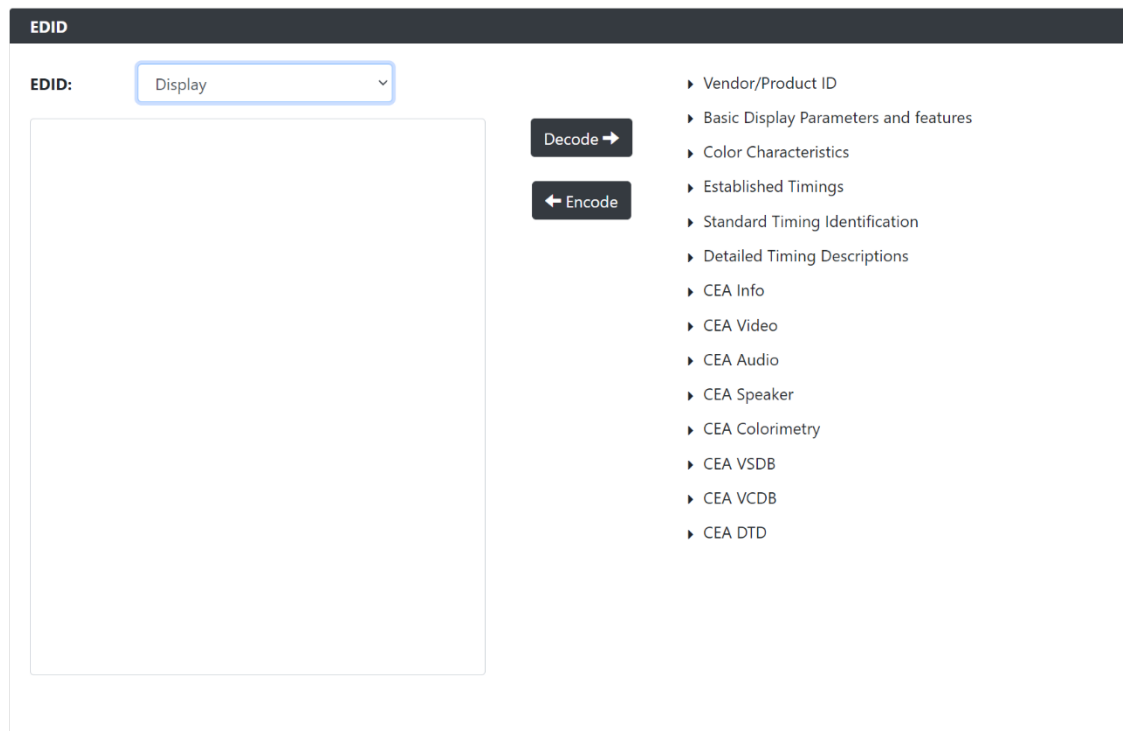 EDID
EDID:
Display
Decode
Encode
Vendor/Product ID
Basic Display Parameters and features
Color Characteristics
Established Timings
Standard Timing Identification
Detailed Timing Descriptions
CEA Info
CEA Video
CEA Audio
CEA Speaker
CEA Colorimetry
CEA VSDB
CEA VCDB
CEA DTD